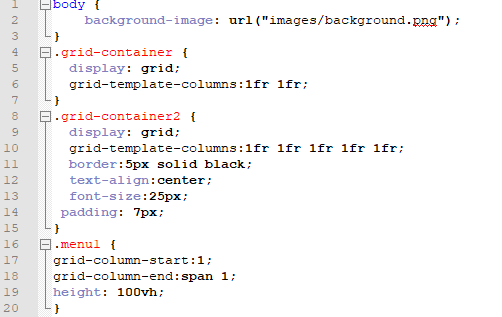 1 body {
2 background-image: url("images/background.png");
3 }
4 .grid-container {
5 display: grid;
6 grid-template-columns:1fr 1fr;
7 }
8 .grid-container2 {
9 display: grid;
10 grid-template-columns:1fr 1fr 1fr 1fr 1fr;
11 border:5px solid black;
12 text-align:center;
13 font-size:25px;
14 padding: 7px;
15 }
16 .menu1 {
17 grid-column-start:1;
18 grid-column-end:span 1;
19 height: 100vh;
20 }